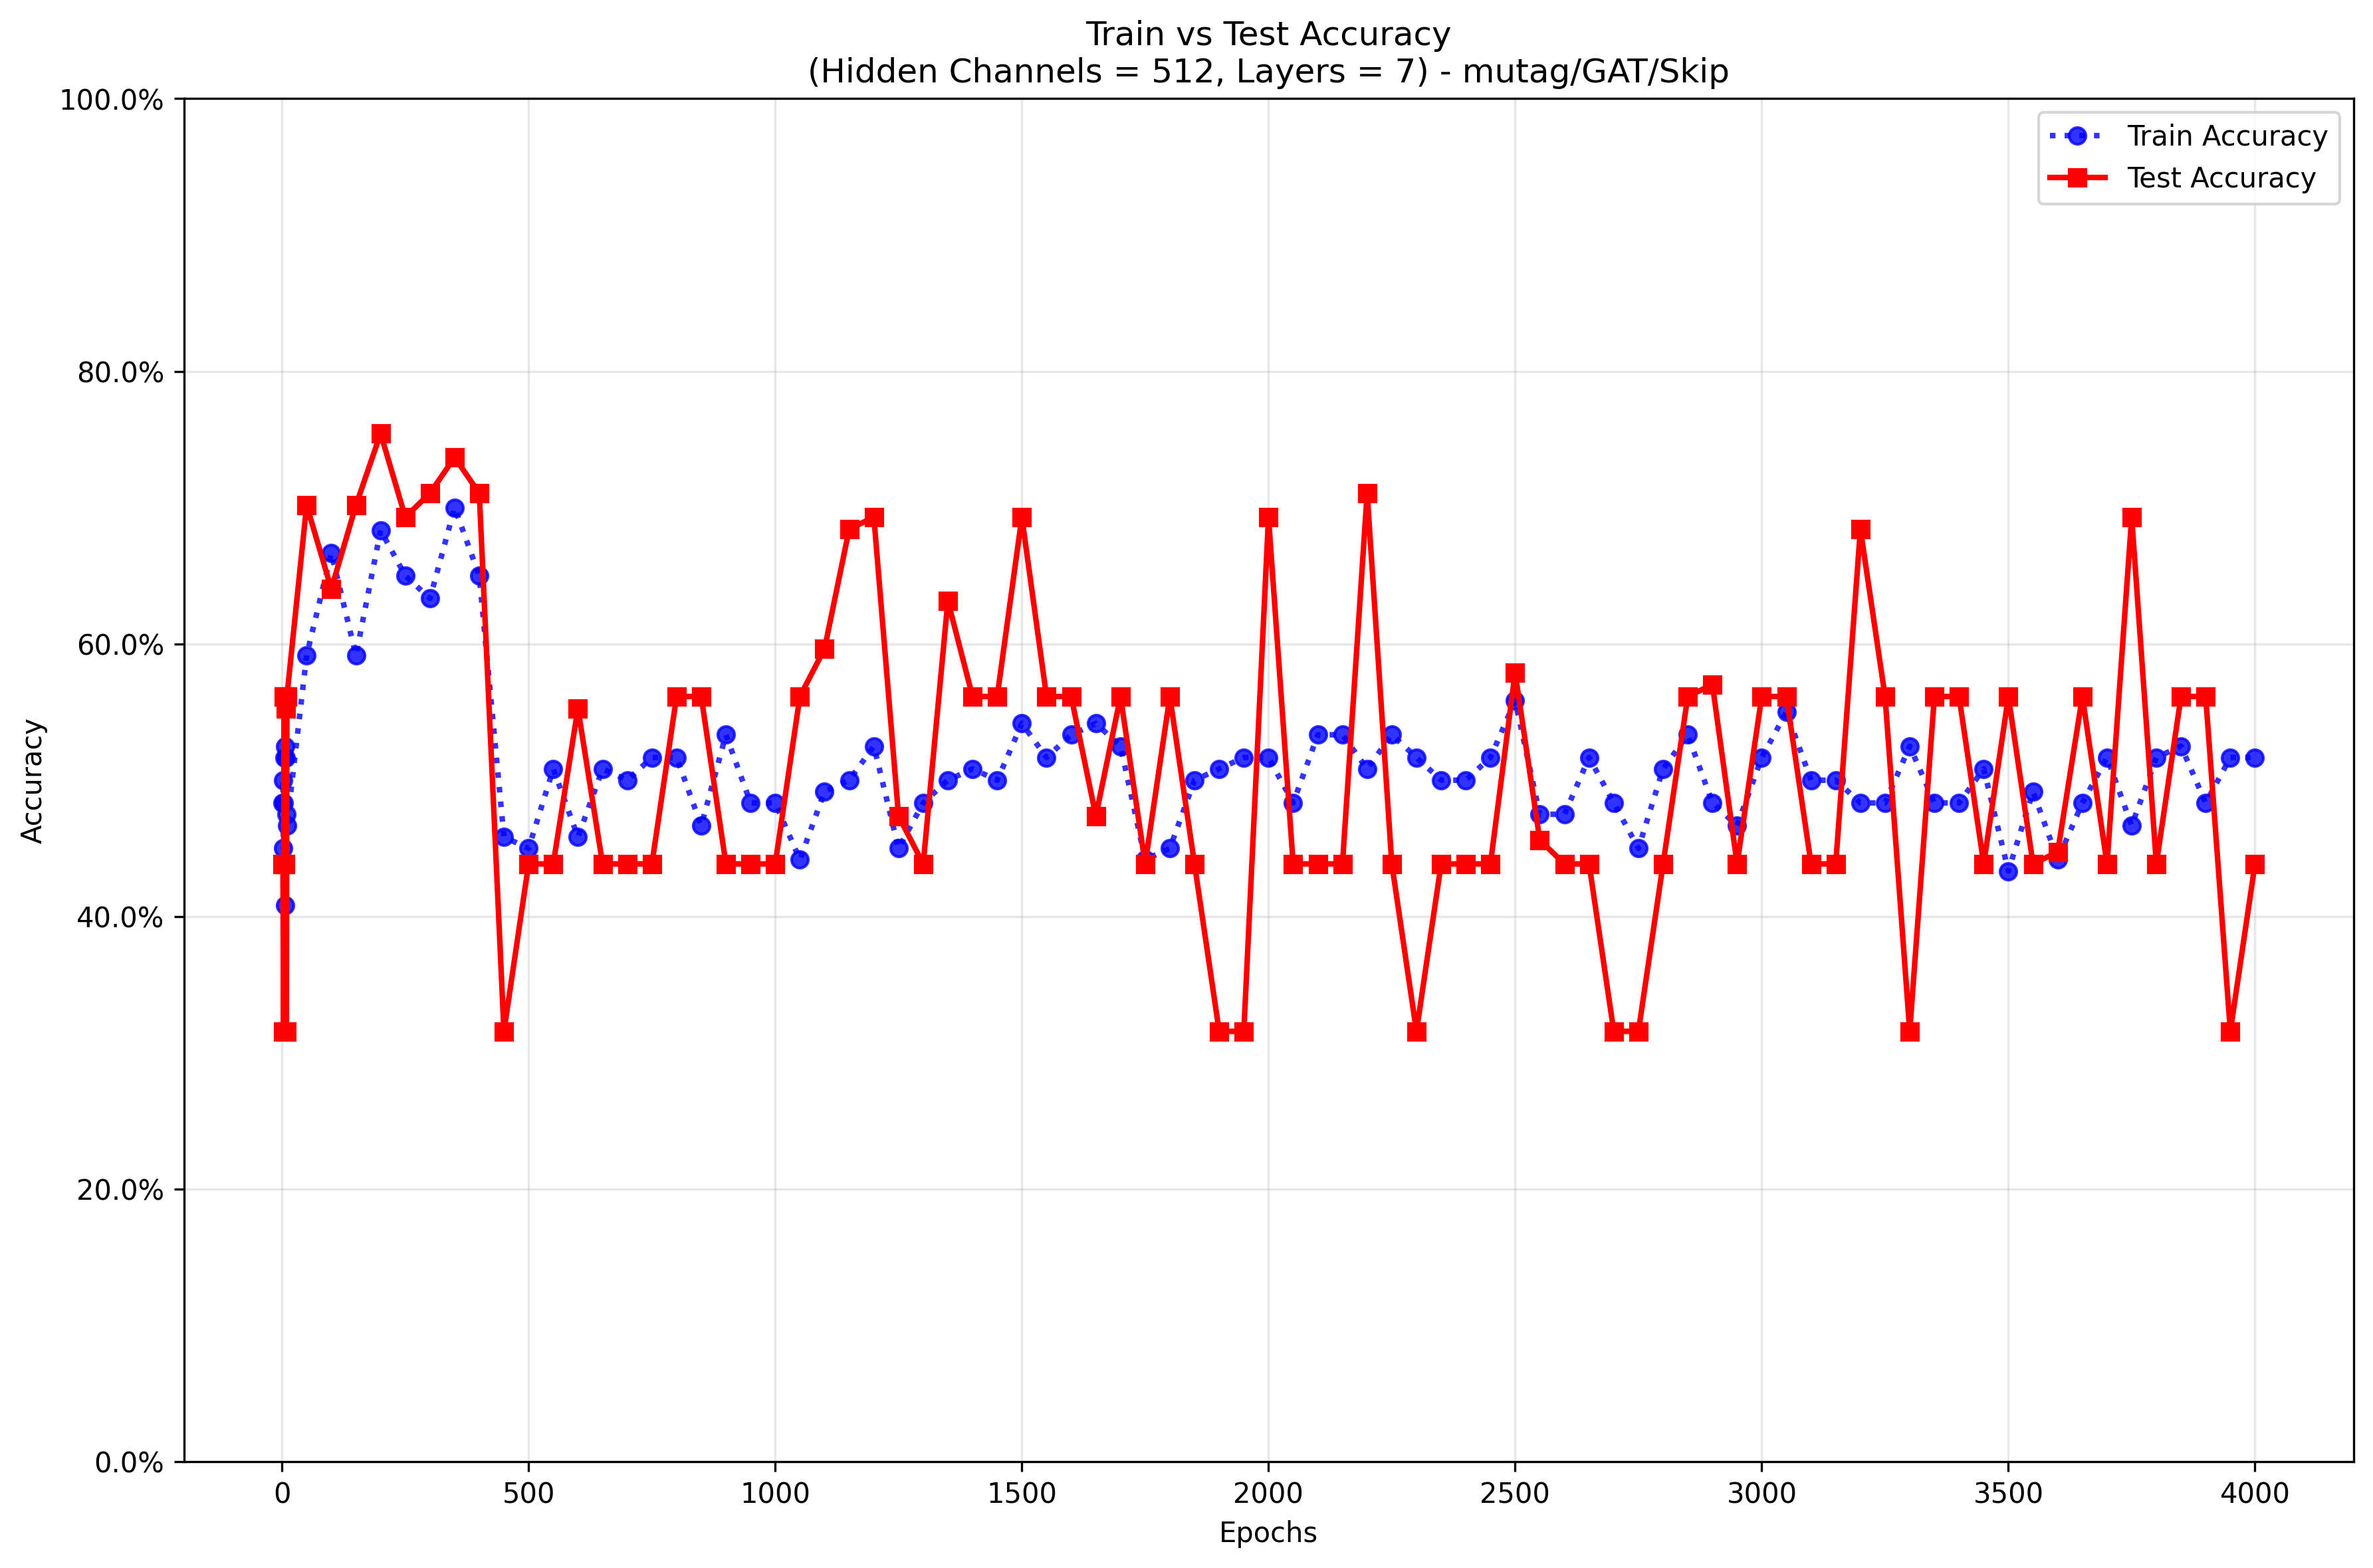 Train vs Test Accuracy
(Hidden Channels = 512, Layers = 7) - mutag/GAT/Skip
100.0%
80.0%
60.0%
40.0%
20.0%
0.0%
Accuracy
Train Accuracy
Test Accuracy
0 500 1000 1500 2000 2500 3000 3500 4000
Epochs